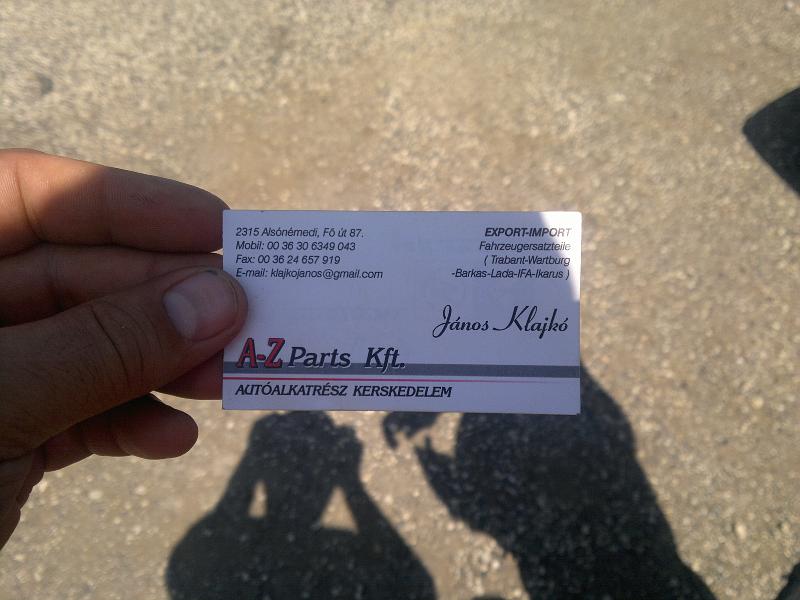 2315 Alsónémedi, Fő út 87.
Mobil: 00 36 30 6349 043
Fax: 00 36 24 657 919
E-mail: klajkojanos@gmail.com
EXPORT-IMPORT
Fahrzeugersatzteile
( Trabant-Wartburg
-Barkas-Lada-IFA-Ikarus )
János Klajkó
A-Z Parts Kft.
AUTÓALKATRÉSZ KERSKEDELEM